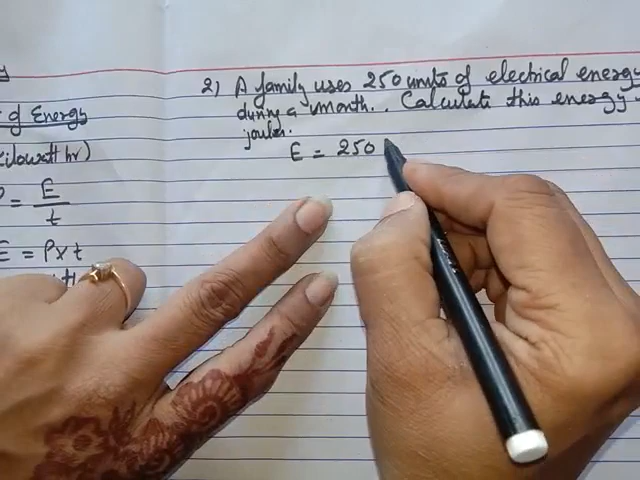 of Energy
(kilowatt hr)
P = E
t
E = P×t
2) A family uses 250 units of electrical energy
during a month. Calculate this energy
joules.
E = 250